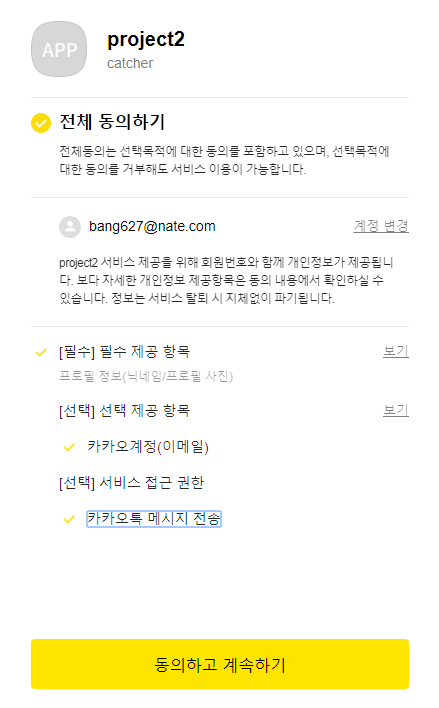 APP
project2
catcher
전체 동의하기
전체동의는 선택목적에 대한 동의를 포함하고 있으며, 선택목적에
대한 동의를 거부해도 서비스 이용이 가능합니다.
bang627@nate.com 계정 변경
project2 서비스 제공을 위해 회원번호와 함께 개인정보가 제공됩니
다. 보다 자세한 개인정보 제공항목은 동의 내용에서 확인하실 수
있습니다. 정보는 서비스 탈퇴 시 지체없이 파기됩니다.
[필수] 필수 제공 항목 보기
프로필 정보(닉네임/프로필 사진)
[선택] 선택 제공 항목 보기
카카오계정(이메일)
[선택] 서비스 접근 권한
카카오톡 메시지 전송
동의하고 계속하기